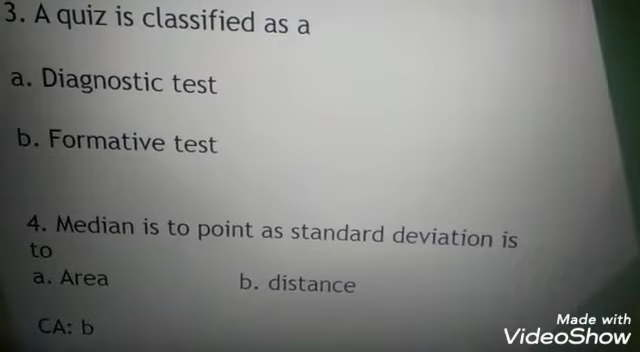 3. A quiz is classified as a
a. Diagnostic test
b. Formative test
4. Median is to point as standard deviation is
to
a. Area b. distance
CA: b
Made with
VideoShow